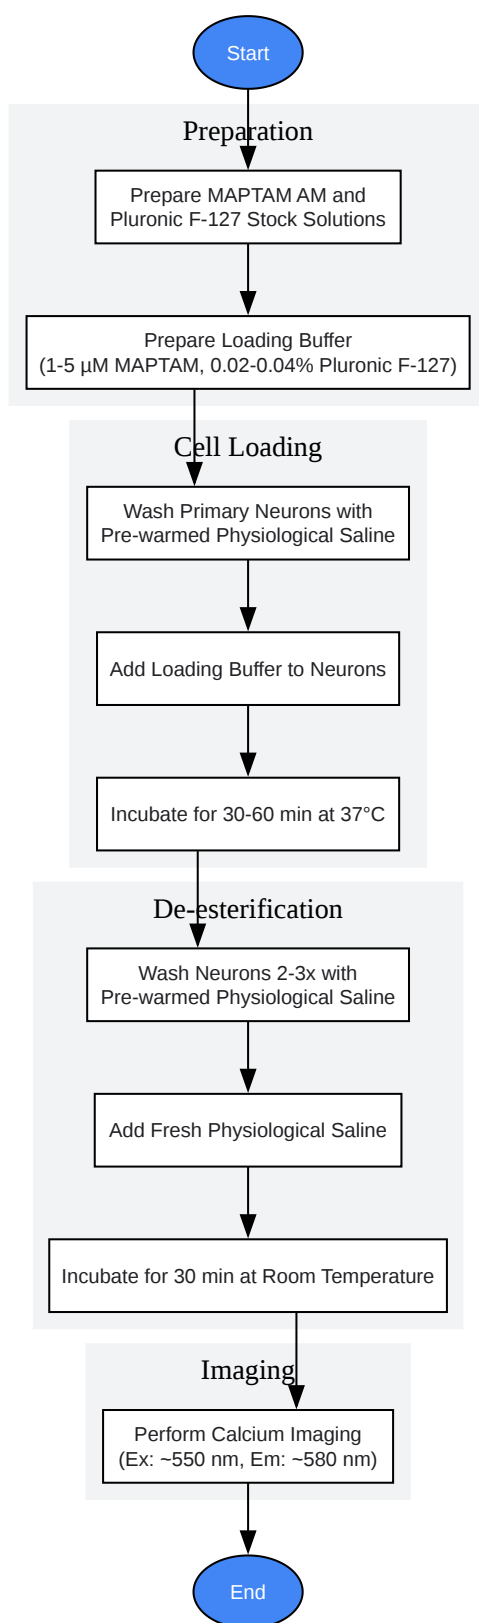 Start
Preparation
Prepare MAPTAM AM and
Pluronic F-127 Stock Solutions
Prepare Loading Buffer
(1-5 µM MAPTAM, 0.02-0.04% Pluronic F-127)
Cell Loading
Wash Primary Neurons with
Pre-warmed Physiological Saline
Add Loading Buffer to Neurons
Incubate for 30-60 min at 37°C
De-esterification
Wash Neurons 2-3x with
Pre-warmed Physiological Saline
Add Fresh Physiological Saline
Incubate for 30 min at Room Temperature
Imaging
Perform Calcium Imaging
(Ex: ~550 nm, Em: ~580 nm)
End